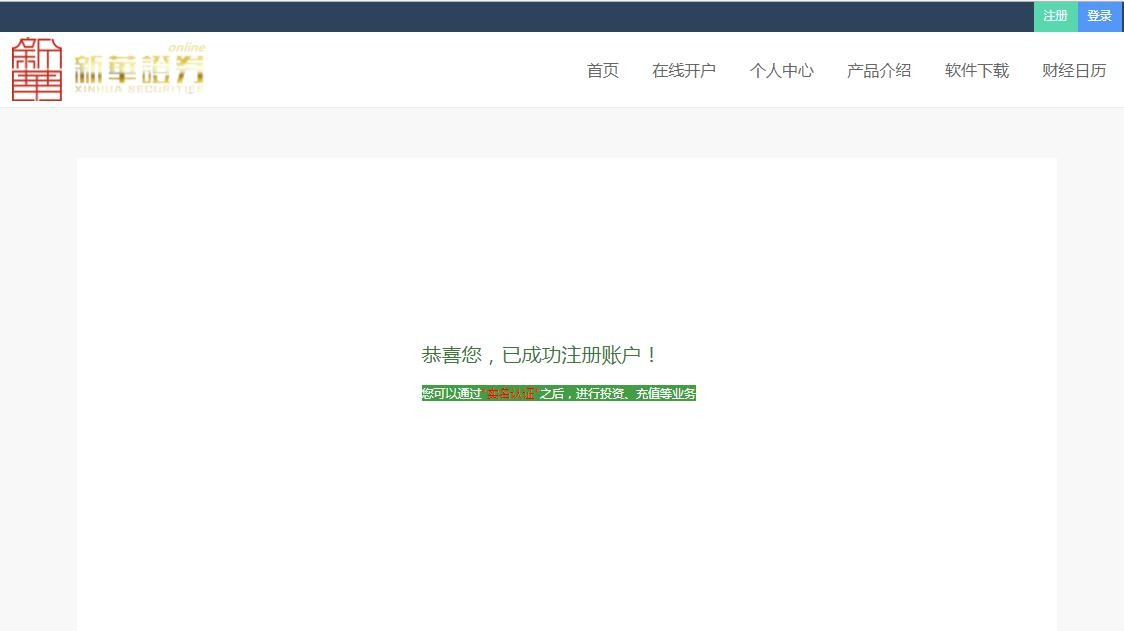 注册 登录
新華
online
新華證券
XINHUA SECURITIES
首页 在线开户 个人中心 产品介绍 软件下载 财经日历
恭喜您，已成功注册账户！
您可以通过"实名认证"之后，进行投资、充值等业务